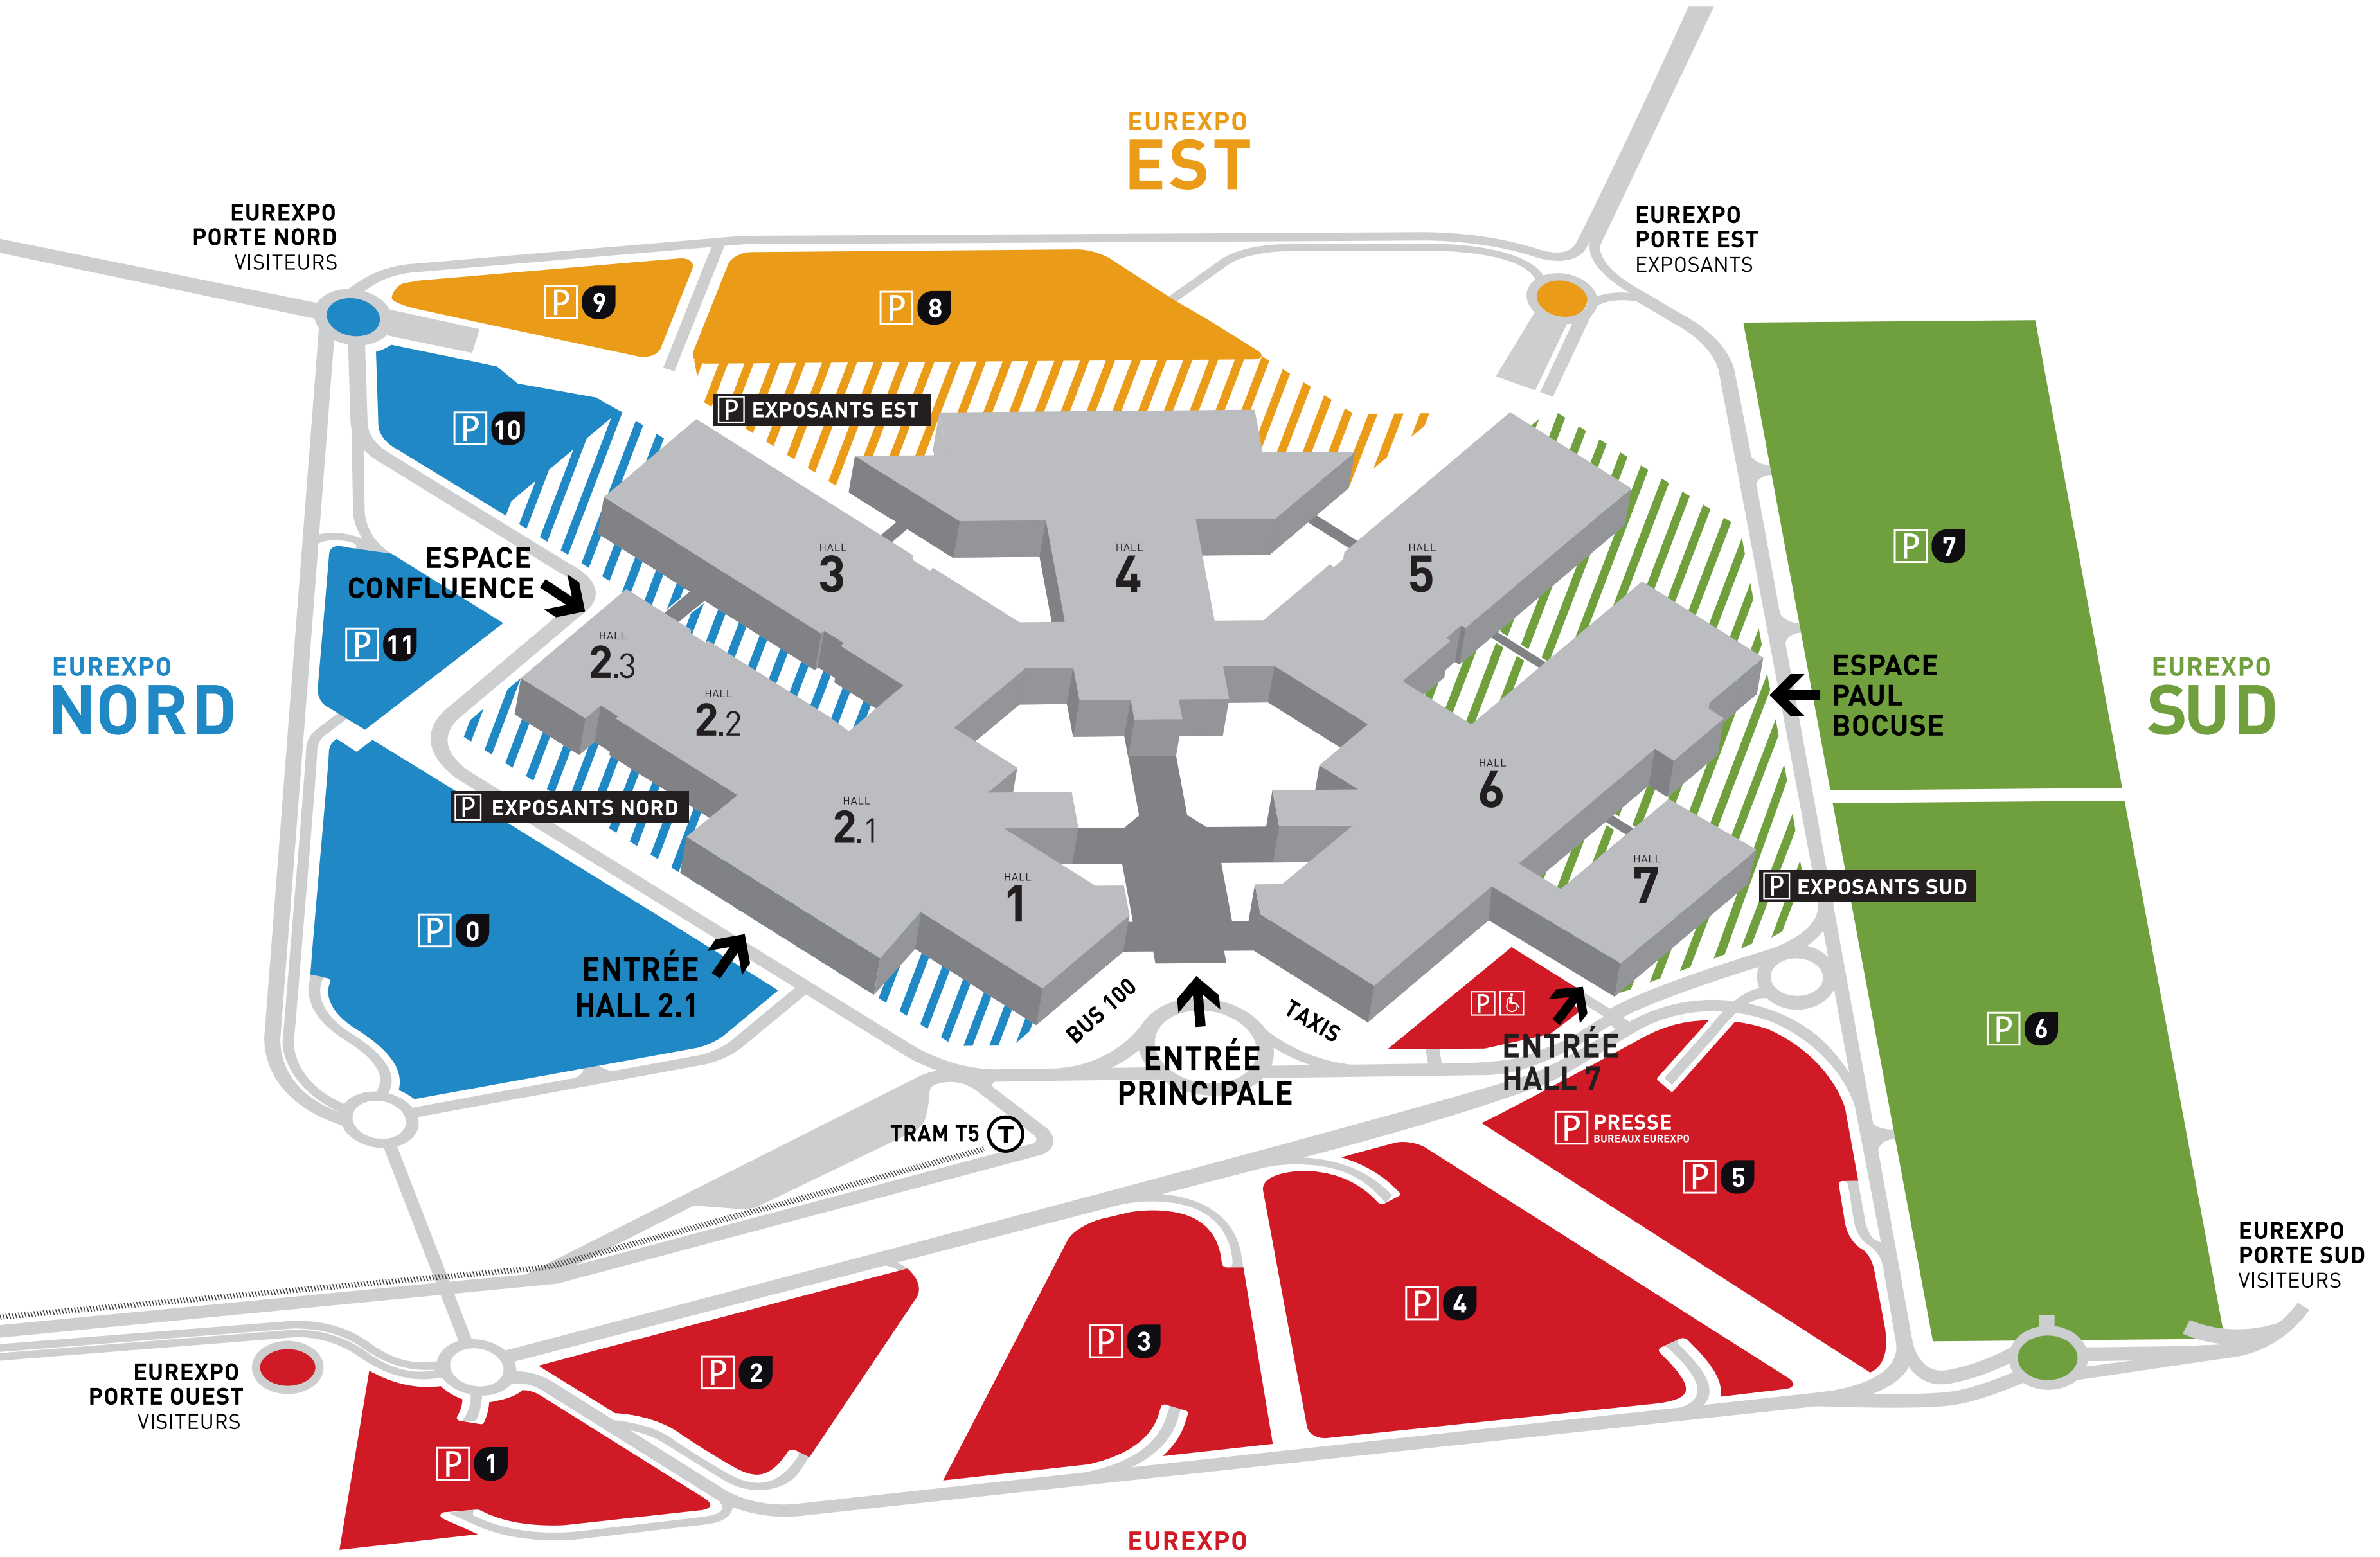 EUREXPO
EST
EUREXPO
PORTE NORD
VISITEURS
EUREXPO
PORTE EST
EXPOSANTS
P 9
P 8
P EXPOSANTS EST
P 10
HALL
3
HALL
4
HALL
5
P 7
ESPACE
CONFLUENCE
P 11
EUREXPO
NORD
HALL
2.3
HALL
2.2
HALL
2.1
HALL
1
P EXPOSANTS NORD
HALL
6
HALL
7
ESPACE
PAUL
BOCUSE
EUREXPO
SUD
P EXPOSANTS SUD
P 0
ENTRÉE
HALL 2.1
BUS 100
TAXIS
P
ENTRÉE
PRINCIPALE
ENTRÉE
HALL 7
P 6
TRAM T5 T
P PRESSE
BUREAUX EUREXPO
P 5
EUREXPO
PORTE SUD
VISITEURS
P 4
P 3
P 2
EUREXPO
PORTE OUEST
VISITEURS
P 1
EUREXPO